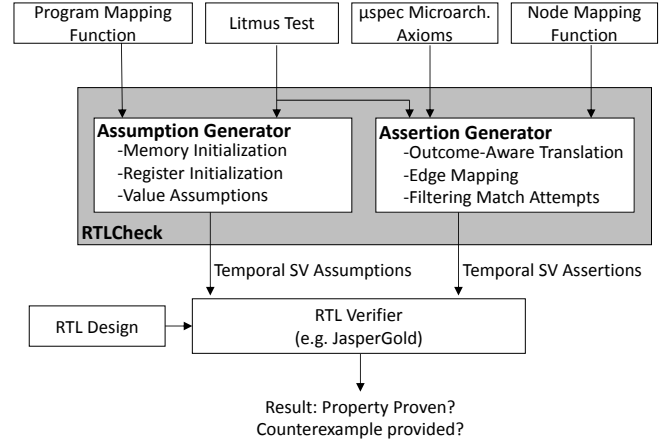 Program Mapping
Function
Litmus Test
μspec Microarch.
Axioms
Node Mapping
Function
Assumption Generator
-Memory Initialization
-Register Initialization
-Value Assumptions
Assertion Generator
-Outcome-Aware Translation
-Edge Mapping
-Filtering Match Attempts
RTLCheck
Temporal SV Assumptions
Temporal SV Assertions
RTL Design
RTL Verifier
(e.g. JasperGold)
Result: Property Proven?
Counterexample provided?